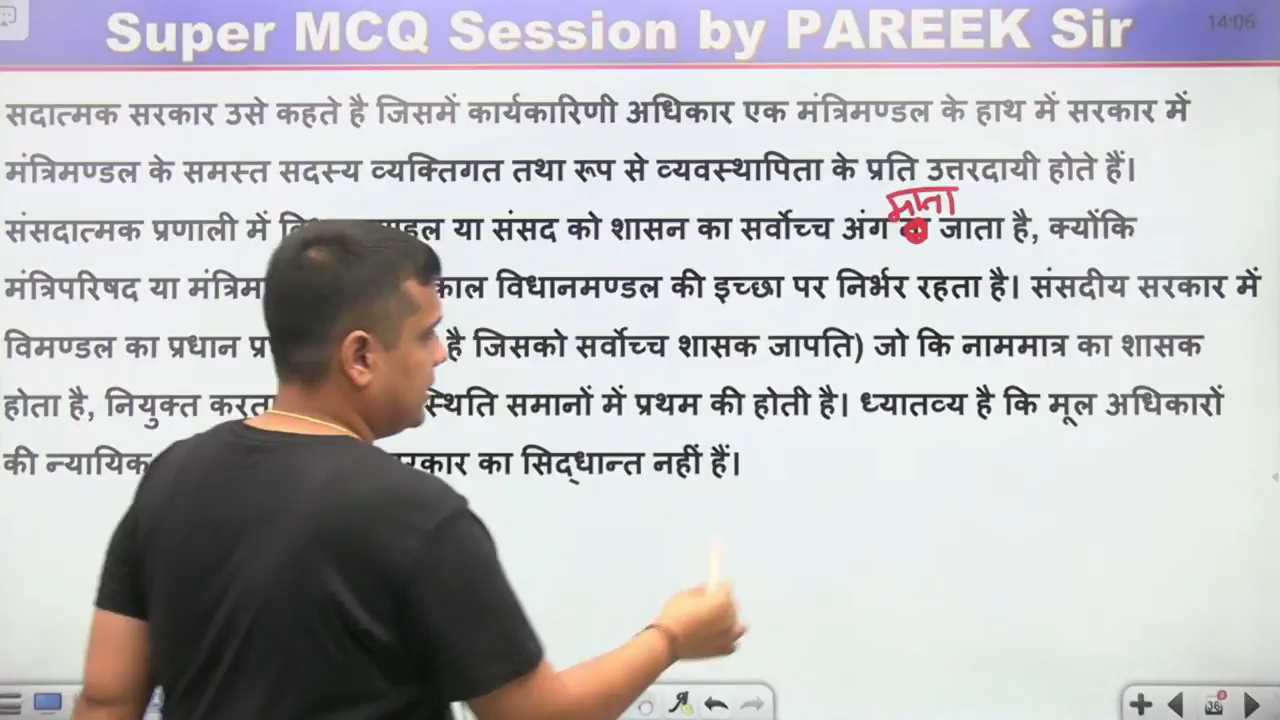 Super MCQ Session by PAREEK Sir
14:06
सदात्मक सरकार उसे कहते है जिसमें कार्यकारिणी अधिकार एक मंत्रिमण्डल के हाथ में सरकार में
मंत्रिमण्डल के समस्त सदस्य व्यक्तिगत तथा रूप से व्यवस्थापिता के प्रति उत्तरदायी होते हैं।
माना
संसदात्मक प्रणाली में या संसद को शासन का सर्वोच्च अंग जाता है, क्योंकि
मंत्रिपरिषद या काल विधानमण्डल की इच्छा पर निर्भर रहता है। संसदीय सरकार में
विमण्डल का प्रधान है जिसको सर्वोच्च शासक जापति) जो कि नाममात्र का शासक
होता है, नियुक्त समानों में प्रथम की होती है। ध्यातव्य है कि मूल अधिकारों
की न्यायिक का सिद्धान्त नहीं हैं।
36